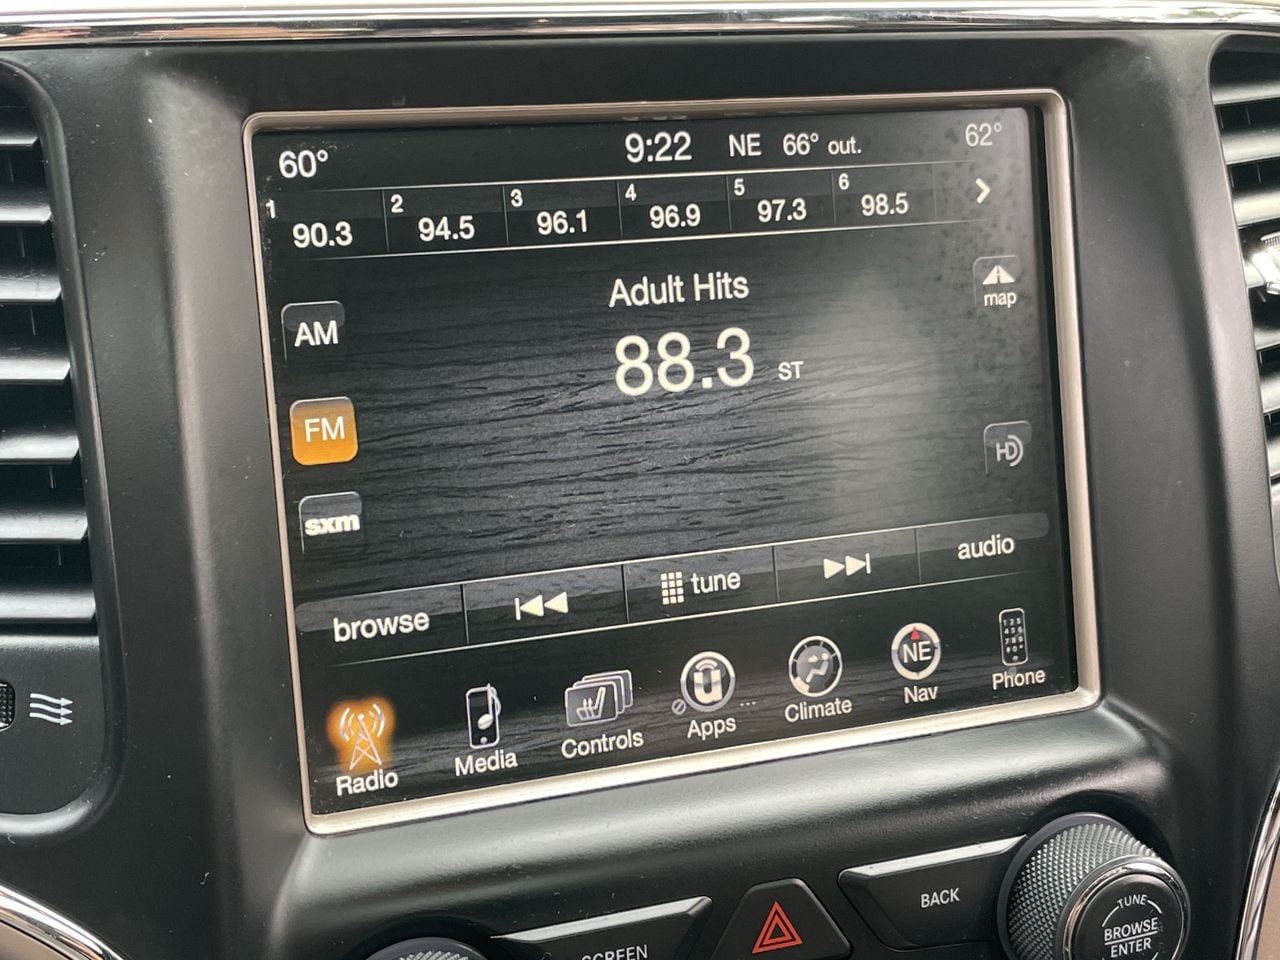 60° 9:22 NE 66° out. 62°
1 2 3 4 5 6
90.3 94.5 96.1 96.9 97.3 98.5
Adult Hits
map
AM
88.3 ST
FM
HD
sxm
browse tune audio
NE
Radio Media Controls Apps ... Climate Nav Phone
BACK
TUNE
BROWSE
ENTER
SCREEN